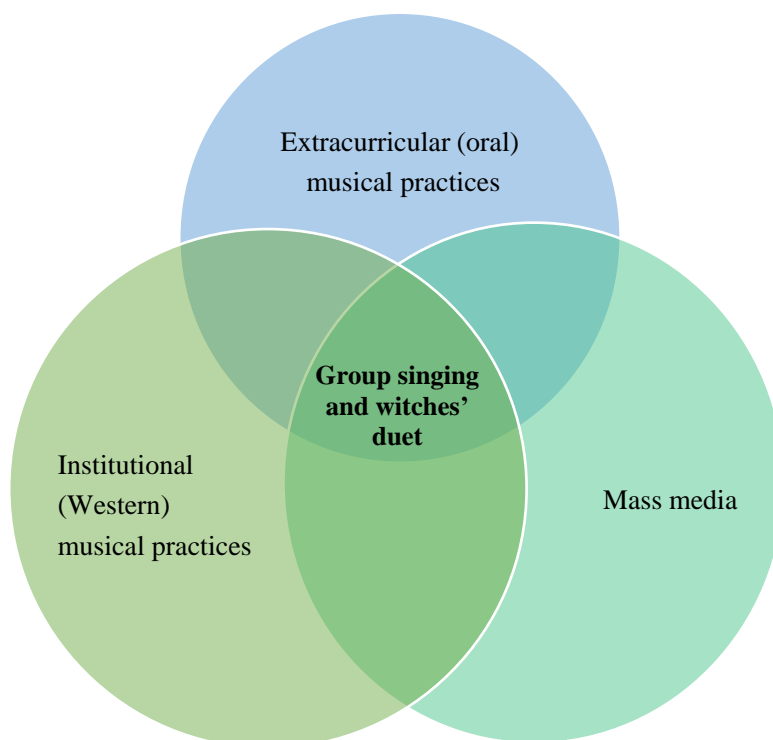 Extracurricular (oral)
musical practices
Group singing
and witches’
duet
Institutional
(Western)
musical practices
Mass media